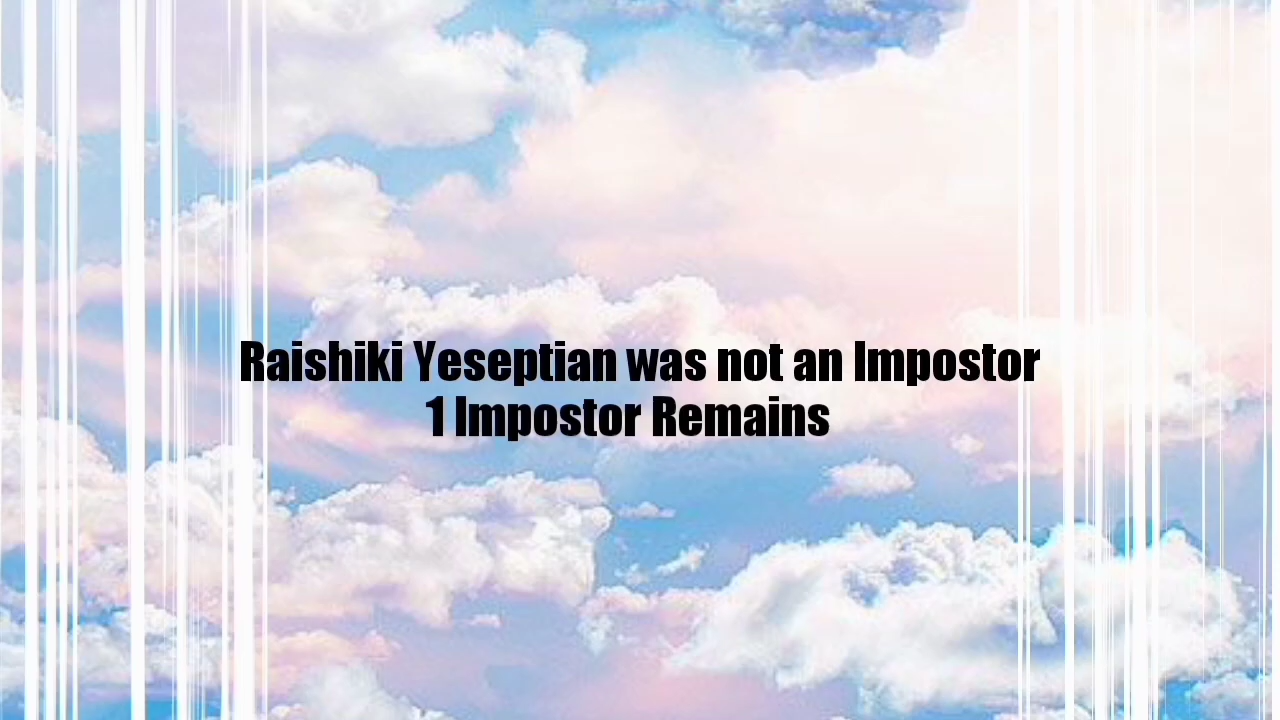 Raishiki Yeseptian was not an Impostor
1 Impostor Remains